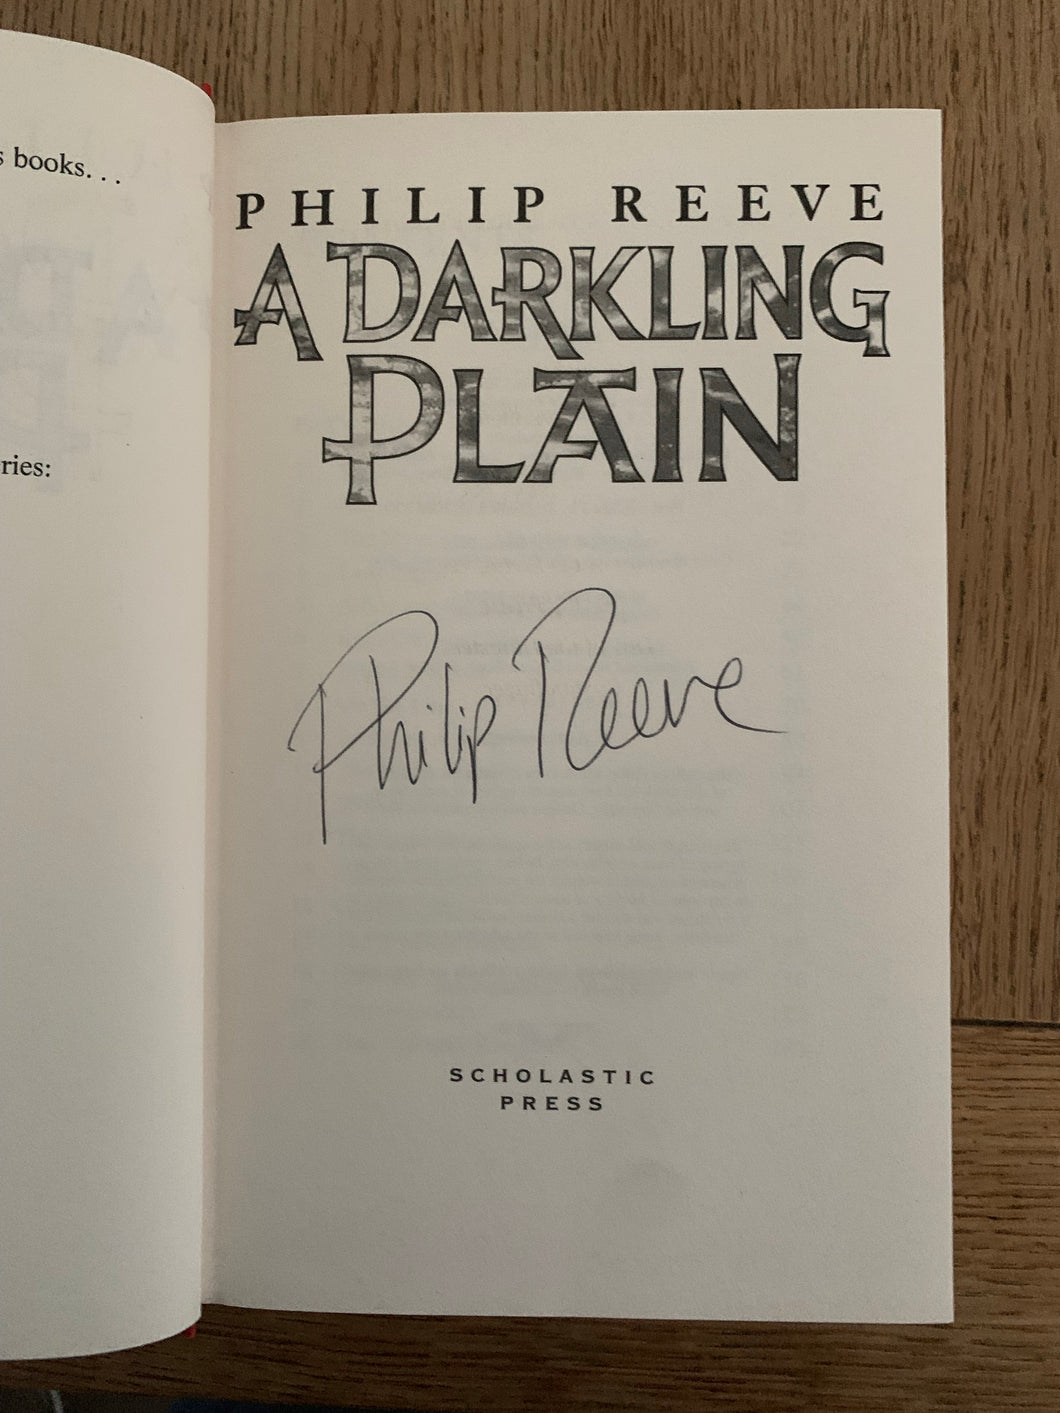 s books. . .
ries:
PHILIP REEVE
A DARKLING
PLAIN
Philip Reeve
SCHOLASTIC
PRESS